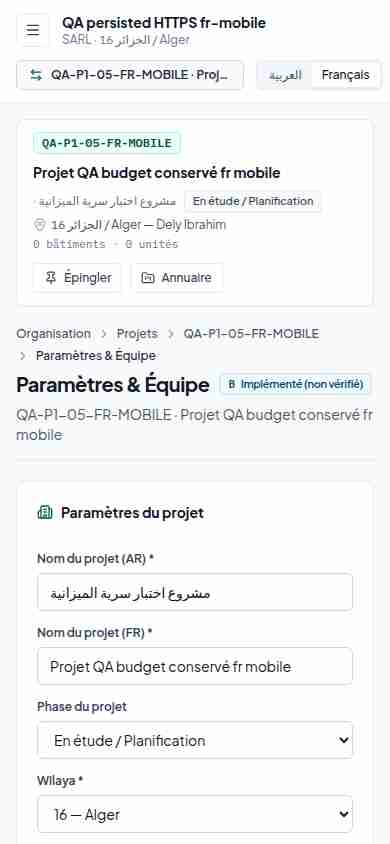 QA persisted HTTPS fr-mobile
SARL · 16 الجزائر / Alger
QA-P1-05-FR-MOBILE · Proj…
العربية
Français
QA-P1-05-FR-MOBILE
Projet QA budget conservé fr mobile
مشروع اختبار سرية الميزانية ·
En étude / Planification
16 الجزائر / Alger — Dely Ibrahim
0 bâtiments · 0 unités
Épingler
Annuaire
Organisation > Projets > QA-P1-05-FR-MOBILE
> Paramètres & Équipe
Paramètres & Équipe
B Implémenté (non vérifié)
QA-P1-05-FR-MOBILE · Projet QA budget conservé fr
mobile
Paramètres du projet
Nom du projet (AR) *
مشروع اختبار سرية الميزانية
Nom du projet (FR) *
Projet QA budget conservé fr mobile
Phase du projet
En étude / Planification
Wilaya *
16 — Alger